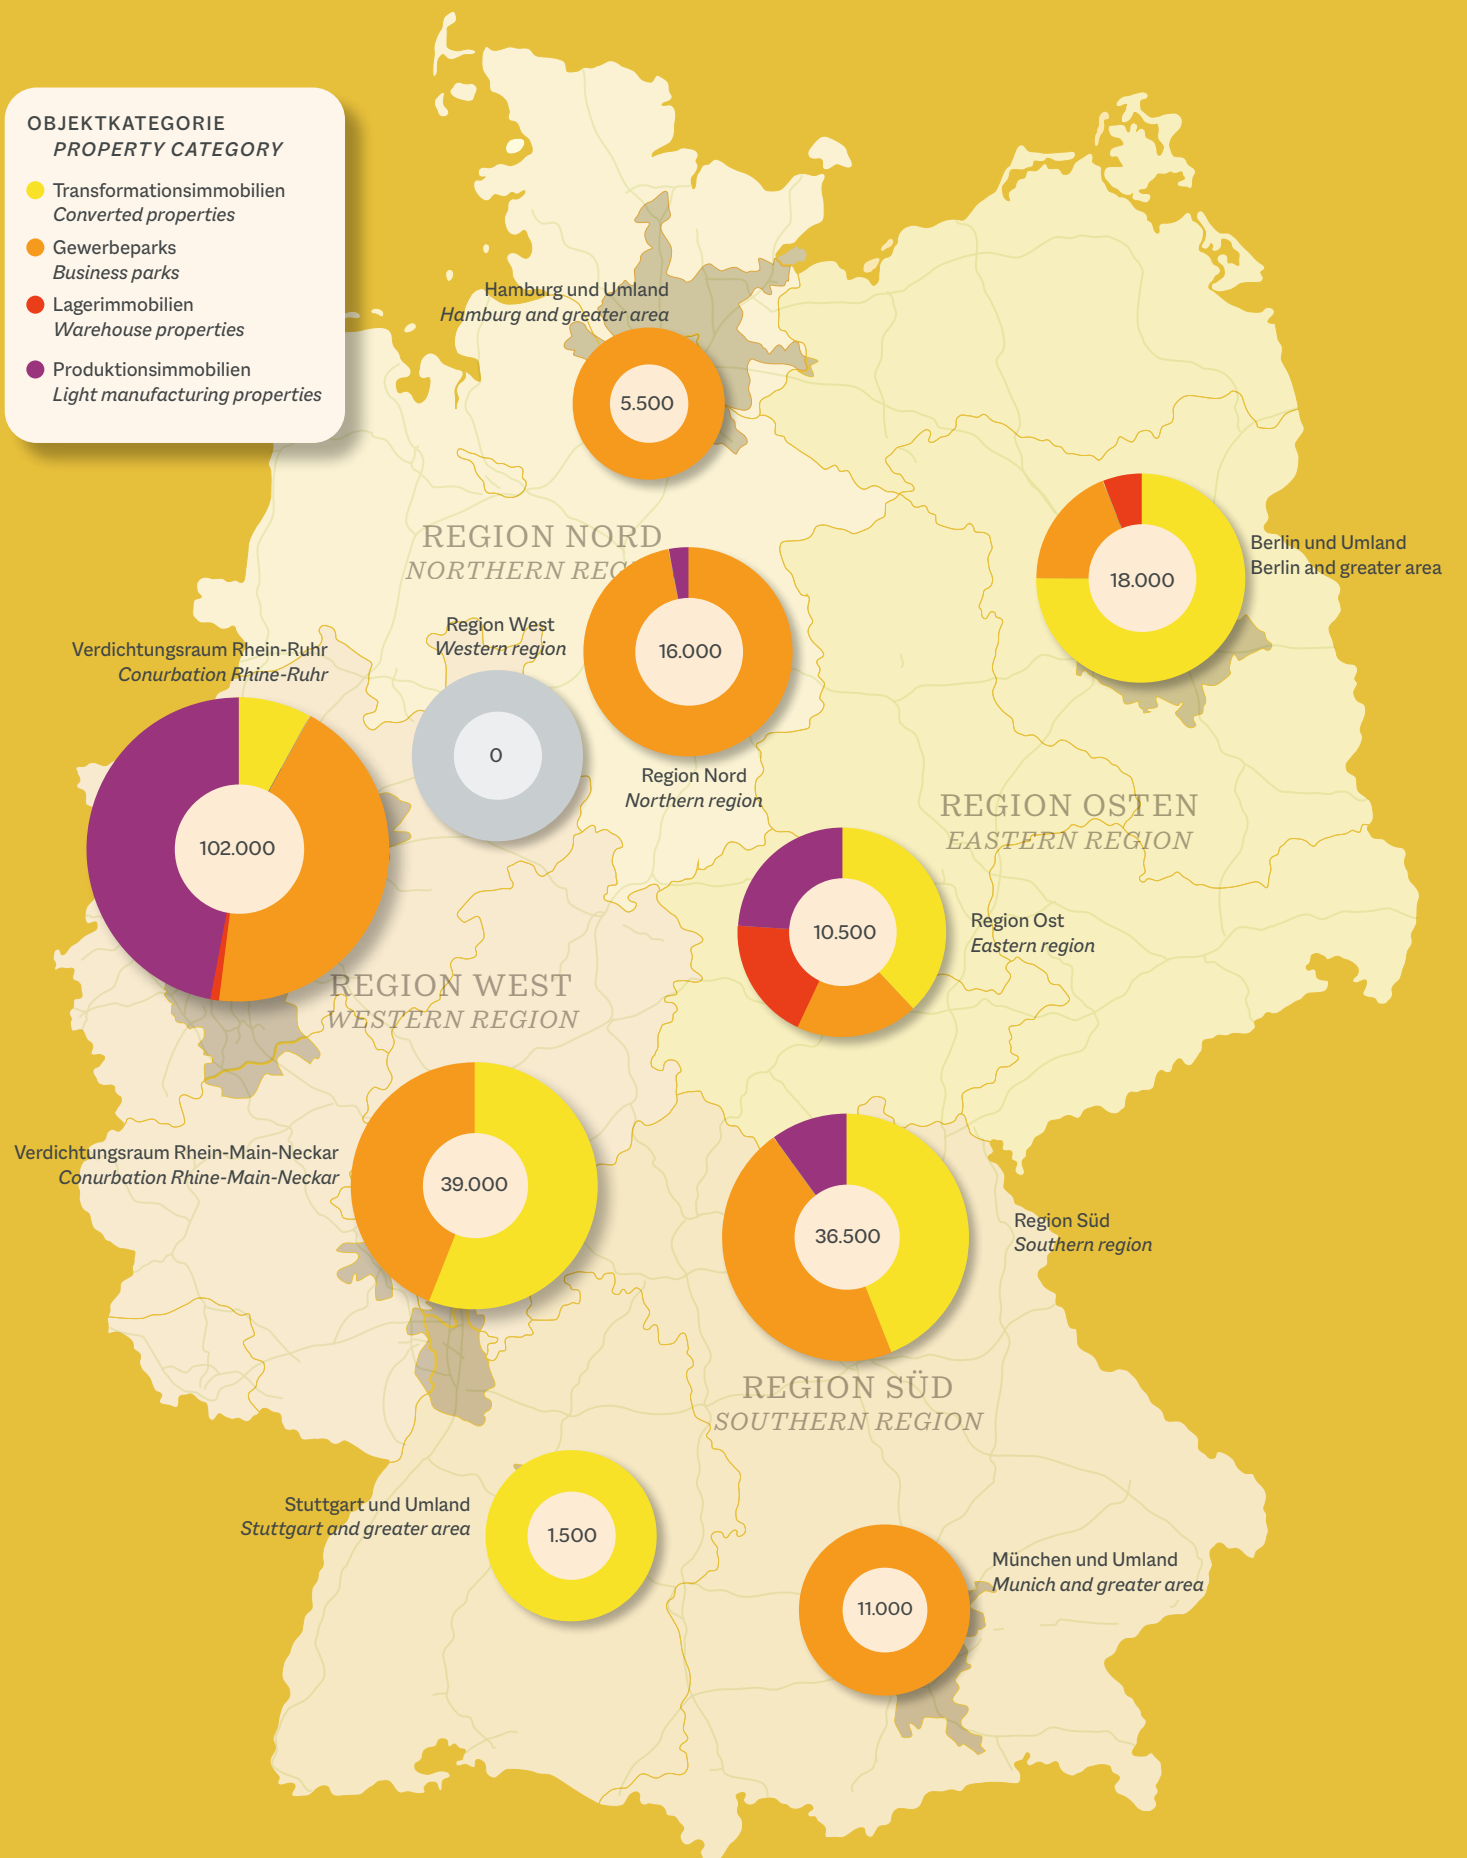 OBJEKTKATEGORIE
PROPERTY CATEGORY
Transformationsimmobilien
Converted properties
Gewerbeparks
Business parks
Lagerimmobilien
Warehouse properties
Produktionsimmobilien
Light manufacturing properties
Hamburg und Umland
Hamburg and greater area
5.500
REGION NORD
NORTHERN REG
Berlin und Umland
Berlin and greater area
18.000
Region West
Western region
0
16.000
Region Nord
Northern region
Verdichtungsraum Rhein-Ruhr
Conurbation Rhine-Ruhr
102.000
REGION OSTEN
EASTERN REGION
10.500
Region Ost
Eastern region
REGION WEST
WESTERN REGION
Verdichtungsraum Rhein-Main-Neckar
Conurbation Rhine-Main-Neckar
39.000
36.500
Region Süd
Southern region
REGION SÜD
SOUTHERN REGION
Stuttgart und Umland
Stuttgart and greater area
1.500
München und Umland
Munich and greater area
11.000